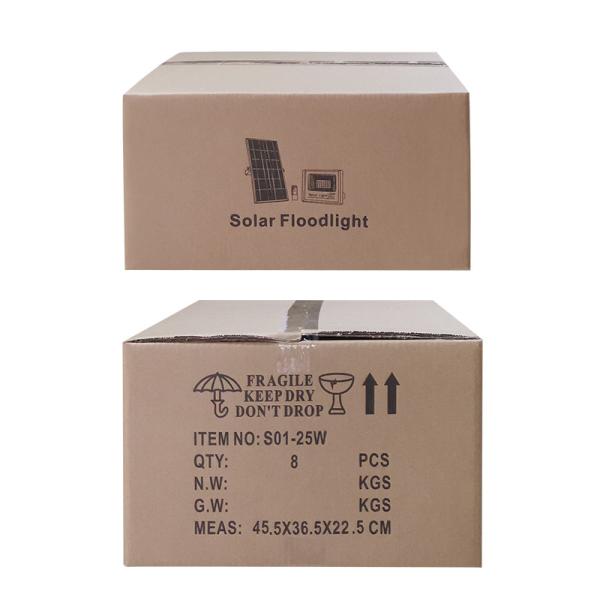 Solar Floodlight
FRAGILE
KEEP DRY
DON'T DROP
ITEM NO: S01-25W
QTY: 8 PCS
N.W: KGS
G.W: KGS
MEAS: 45.5X36.5X22.5 CM